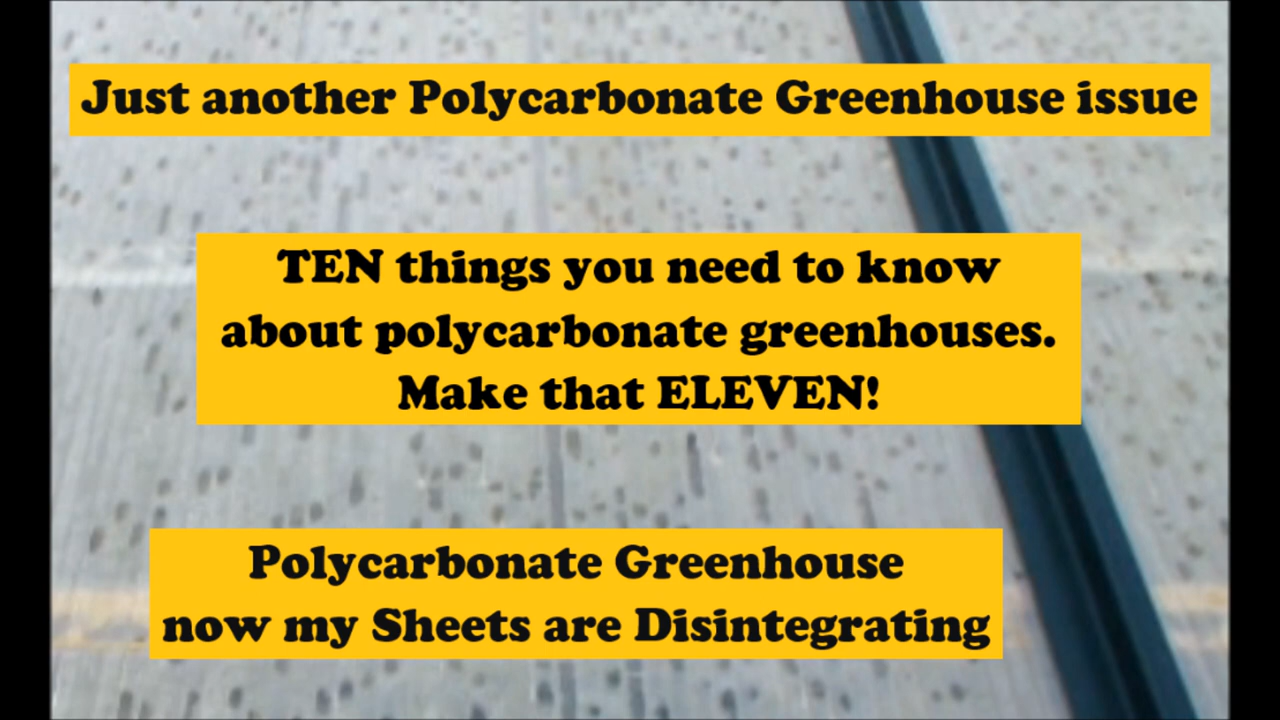 Just another Polycarbonate Greenhouse issue
TEN things you need to know
about polycarbonate greenhouses.
Make that ELEVEN!
Polycarbonate Greenhouse
now my Sheets are Disintegrating